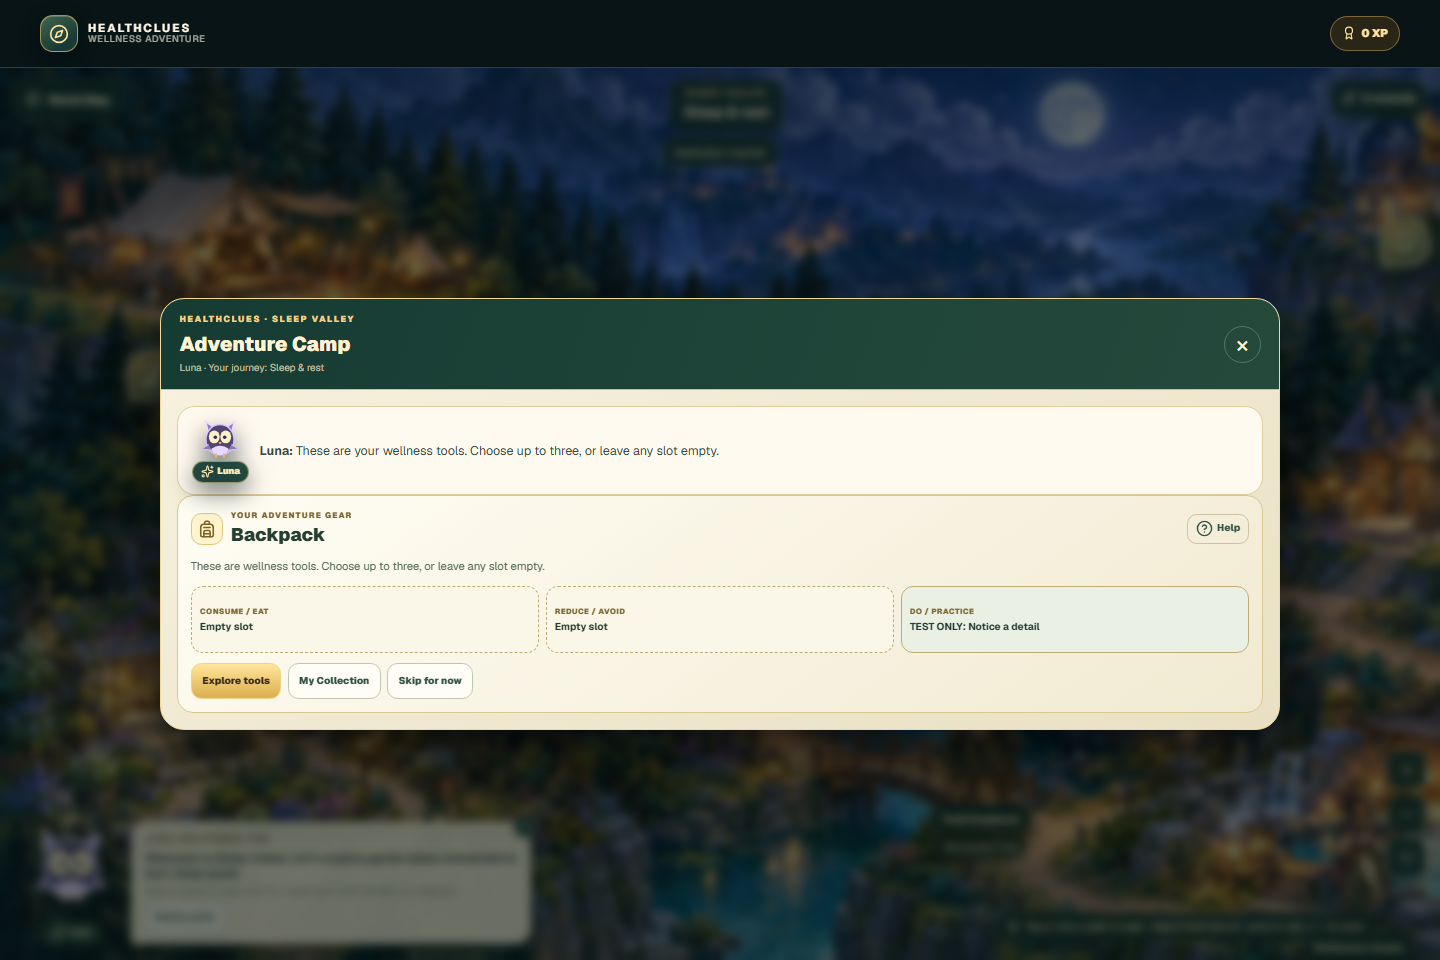 HEALTHCLUES
WELLNESS ADVENTURE
0 XP
HEALTHCLUES · SLEEP VALLEY
Adventure Camp
Luna · Your journey: Sleep & rest
Luna
Luna: These are your wellness tools. Choose up to three, or leave any slot empty.
YOUR ADVENTURE GEAR
Backpack
Help
These are wellness tools. Choose up to three, or leave any slot empty.
CONSUME / EAT
Empty slot
REDUCE / AVOID
Empty slot
DO / PRACTICE
TEST ONLY: Notice a detail
Explore tools
My Collection
Skip for now